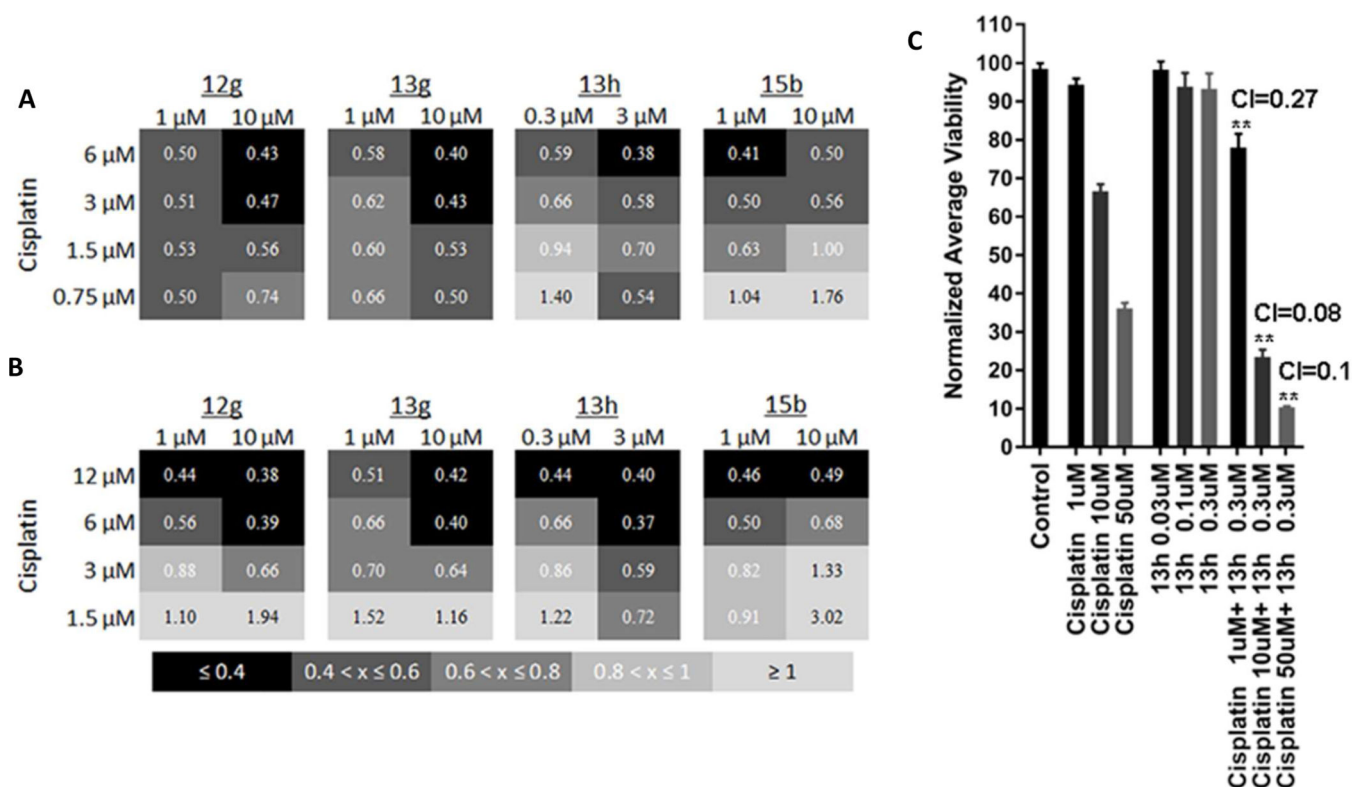 A
12g 13g 13h 15b
1 µM 10 µM 1 µM 10 µM 0.3 µM 3 µM 1 µM 10 µM
Cisplatin
6 µM 0.50 0.43 0.58 0.40 0.59 0.38 0.41 0.50
3 µM 0.51 0.47 0.62 0.43 0.66 0.58 0.50 0.56
1.5 µM 0.53 0.56 0.60 0.53 0.94 0.70 0.63 1.00
0.75 µM 0.50 0.74 0.66 0.50 1.40 0.54 1.04 1.76
B
12g 13g 13h 15b
1 µM 10 µM 1 µM 10 µM 0.3 µM 3 µM 1 µM 10 µM
Cisplatin
12 µM 0.44 0.38 0.51 0.42 0.44 0.40 0.46 0.49
6 µM 0.56 0.39 0.66 0.40 0.66 0.37 0.50 0.68
3 µM 0.88 0.66 0.70 0.64 0.86 0.59 0.82 1.33
1.5 µM 1.10 1.94 1.52 1.16 1.22 0.72 0.91 3.02
≤ 0.4 0.4 < x ≤ 0.6 0.6 < x ≤ 0.8 0.8 < x ≤ 1 ≥ 1
C
Normalized Average Viability
110
100
90
80
70
60
50
40
30
20
10
0
CI=0.27
**
CI=0.08
**
CI=0.1
**
Control
Cisplatin 1uM
Cisplatin 10uM
Cisplatin 50uM
13h 0.03uM
13h 0.1uM
13h 0.3uM
Cisplatin 1uM+ 13h 0.3uM
Cisplatin 10uM+ 13h 0.3uM
Cisplatin 50uM+ 13h 0.3uM